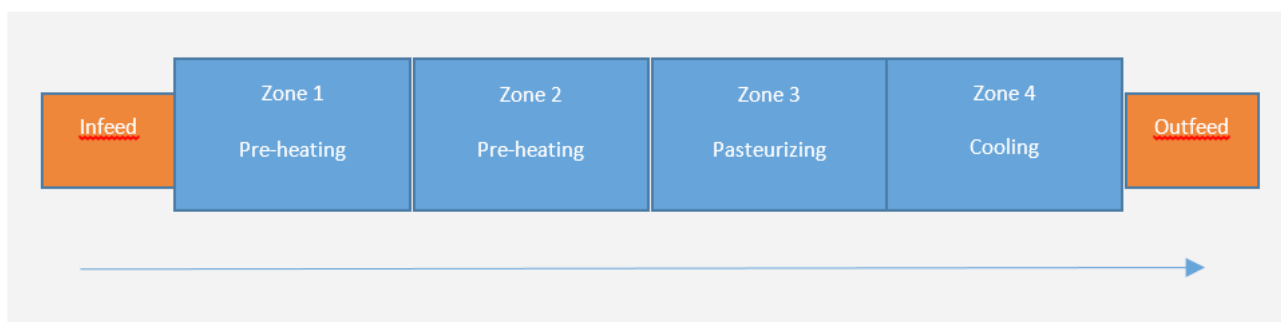 Infeed
Zone 1
Pre-heating
Zone 2
Pre-heating
Zone 3
Pasteurizing
Zone 4
Cooling
Outfeed